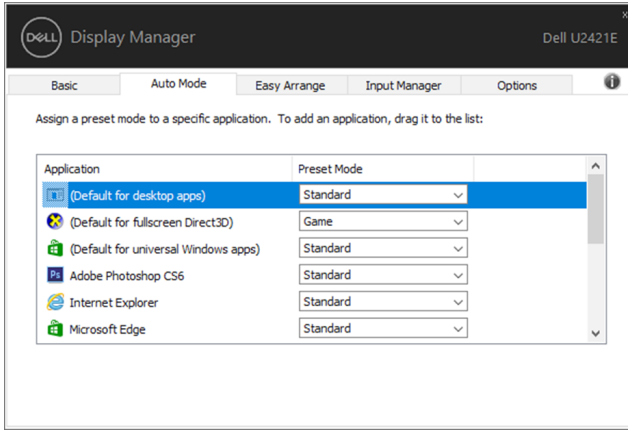 DELL Display Manager Dell U2421E
Basic Auto Mode Easy Arrange Input Manager Options
Assign a preset mode to a specific application. To add an application, drag it to the list:
Application Preset Mode
(Default for desktop apps) Standard
(Default for fullscreen Direct3D) Game
(Default for universal Windows apps) Standard
Ps Adobe Photoshop CS6 Standard
Internet Explorer Standard
Microsoft Edge Standard